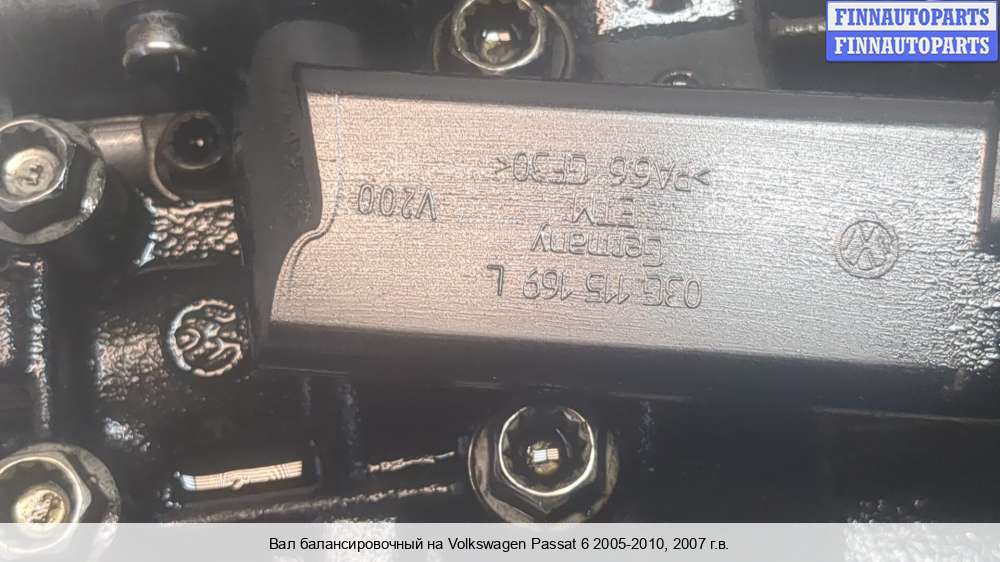 FINNAUTOPARTS
FINNAUTOPARTS
03G 115 169 L
Germany
ETM
V200
>PA66 GF30<
Вал балансировочный на Volkswagen Passat 6 2005-2010, 2007 г.в.